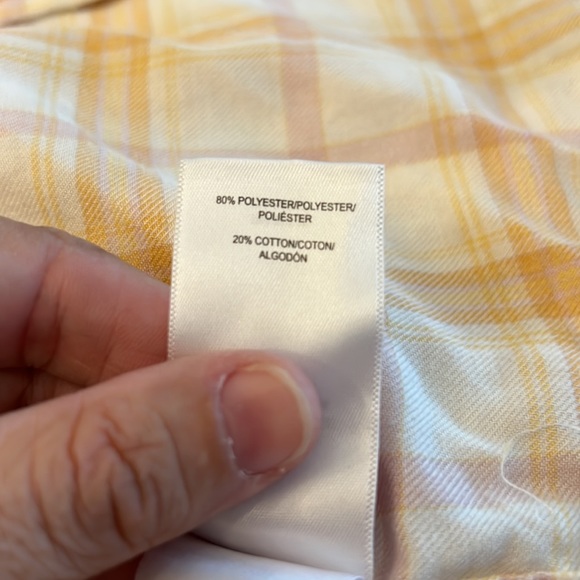 80% POLYESTER/POLYESTER/
POLIÉSTER
20% COTTON/COTON/
ALGODÓN